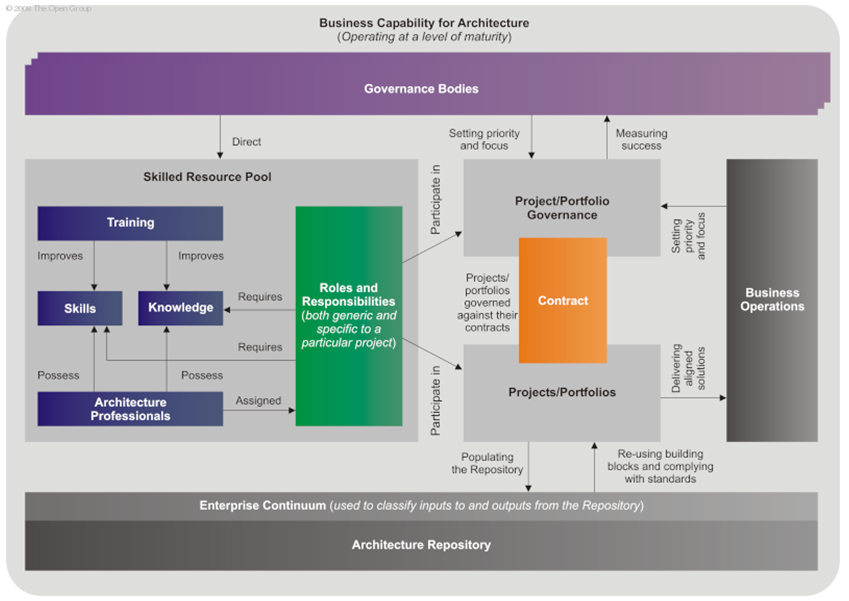 © 2008 The Open Group
Business Capability for Architecture
(Operating at a level of maturity)
Governance Bodies
Direct
Setting priority
and focus
Measuring
success
Skilled Resource Pool
Training
Improves
Improves
Skills
Knowledge
Requires
Requires
Possess
Possess
Architecture
Professionals
Assigned
Roles and
Responsibilities
(both generic and
specific to a
particular project)
Participate in
Participate in
Project/Portfolio
Governance
Projects/
portfolios
governed
against their
contracts
Contract
Projects/Portfolios
Setting
priority
and focus
Business
Operations
Delivering
aligned
solutions
Populating
the Repository
Re-using building
blocks and complying
with standards
Enterprise Continuum (used to classify inputs to and outputs from the Repository)
Architecture Repository